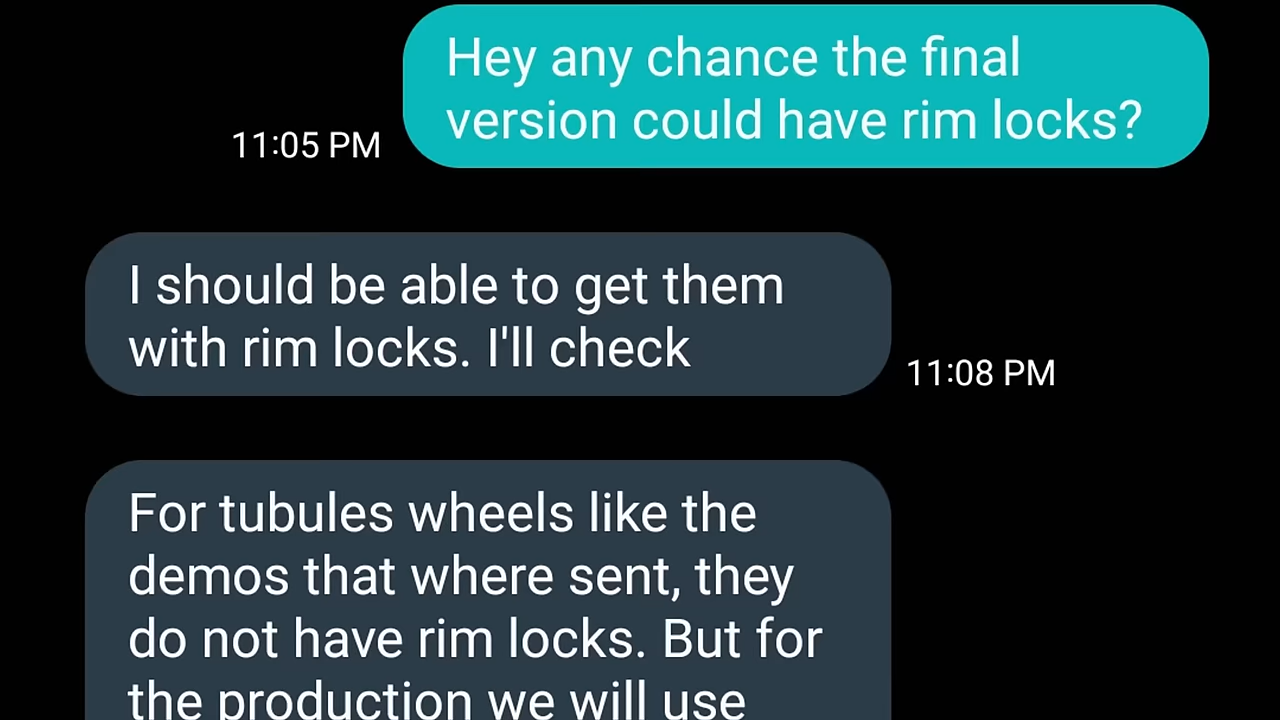 Hey any chance the final
version could have rim locks?
11:05 PM
I should be able to get them
with rim locks. I'll check
11:08 PM
For tubules wheels like the
demos that where sent, they
do not have rim locks. But for
the production we will use